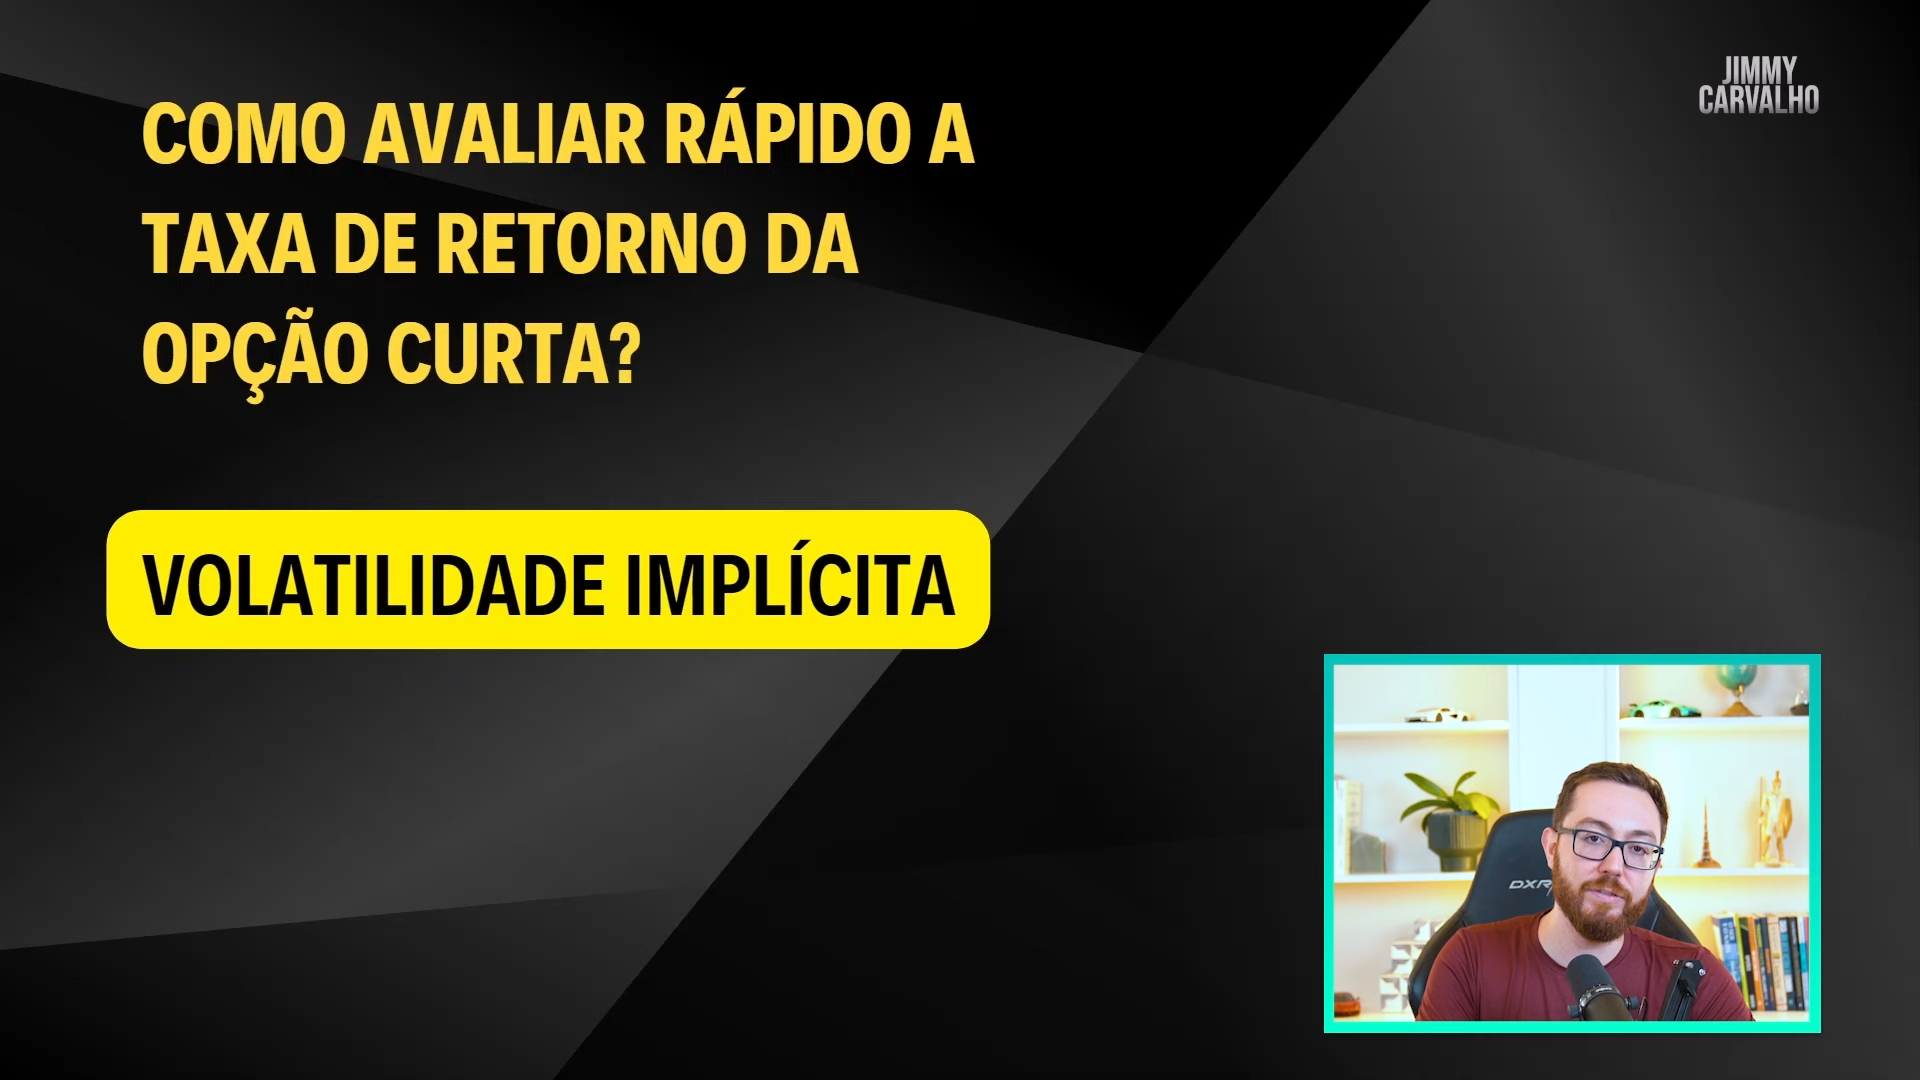 JIMMY
CARVALHO
COMO AVALIAR RÁPIDO A
TAXA DE RETORNO DA
OPÇÃO CURTA?
VOLATILIDADE IMPLÍCITA